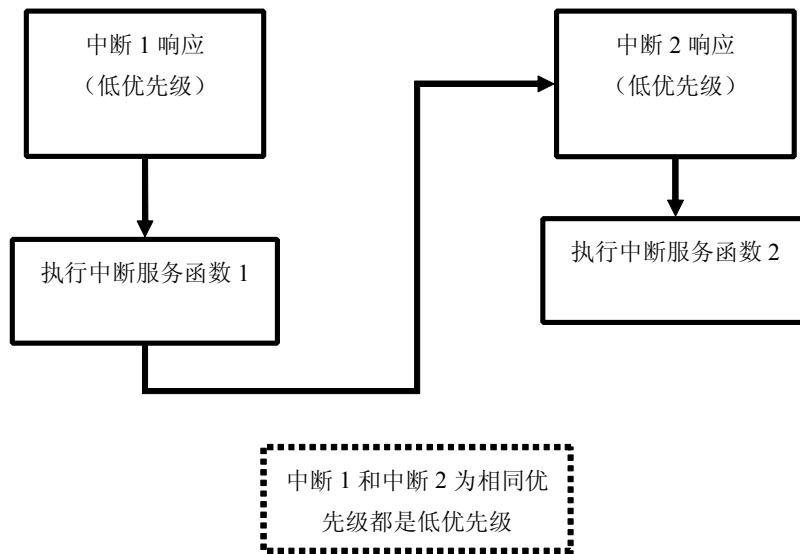 中断 1 响应
（低优先级）
执行中断服务函数 1
中断 2 响应
（低优先级）
执行中断服务函数 2
中断 1 和中断 2 为相同优
先级都是低优先级